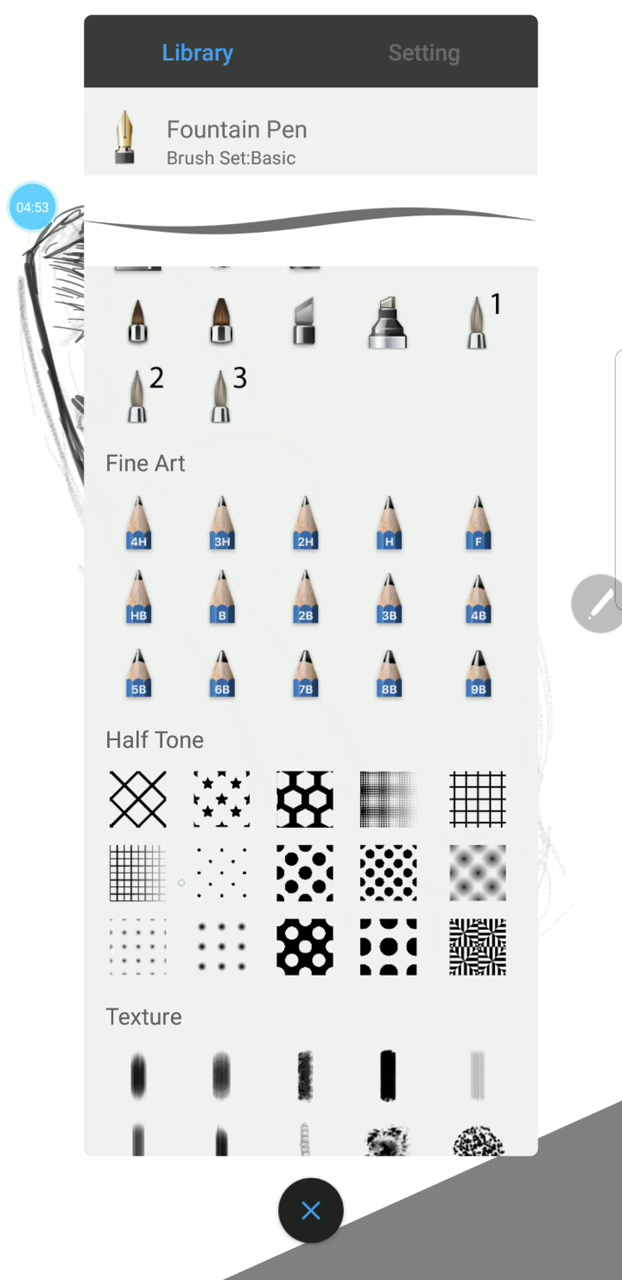 Library Setting
Fountain Pen
Brush Set:Basic
04:53
1
2 3
Fine Art
4H 3H 2H H F
HB B 2B 3B 4B
5B 6B 7B 8B 9B
Half Tone
Texture